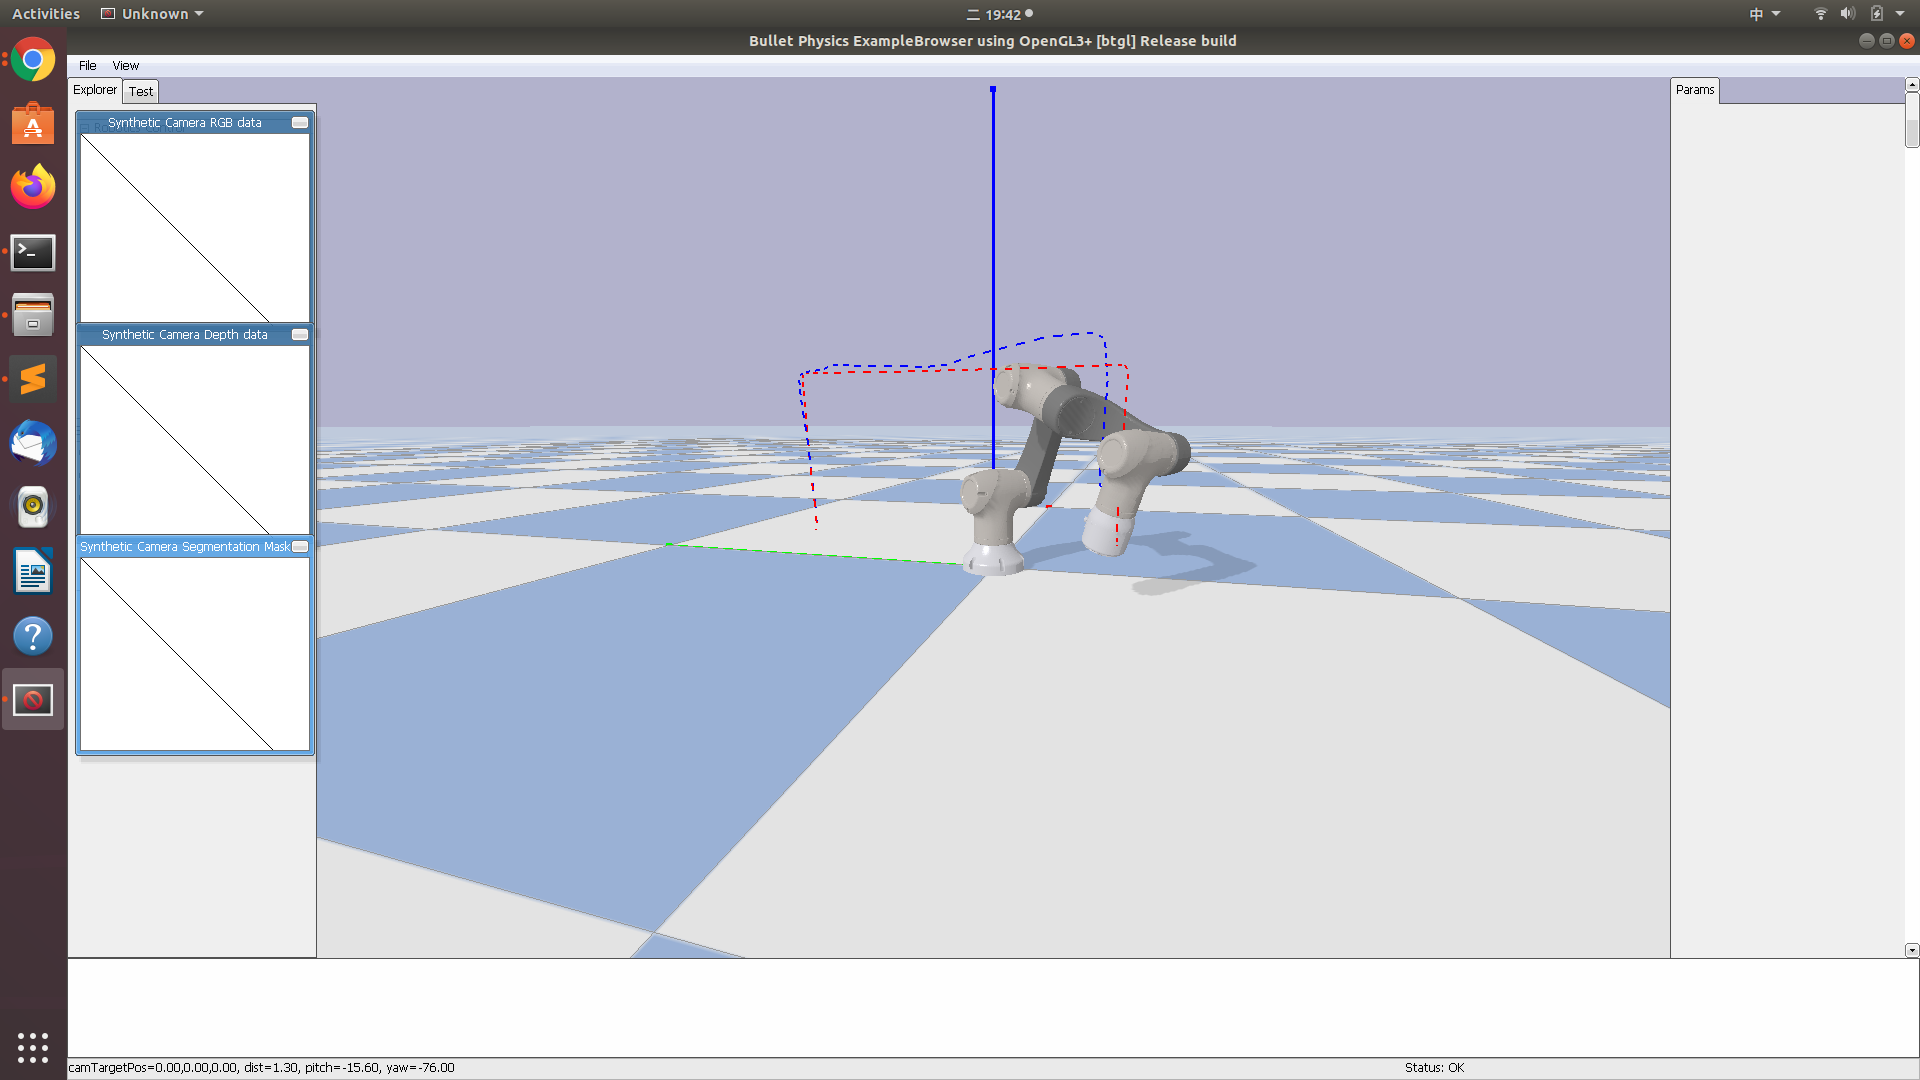 Activities
Unknown
二 19:42
中
Bullet Physics ExampleBrowser using OpenGL3+ [btgl] Release build
File View
Explorer Test
Params
Synthetic Camera RGB data
Synthetic Camera Depth data
Synthetic Camera Segmentation Mask
camTargetPos=0.00,0.00,0.00, dist=1.30, pitch=-15.60, yaw=-76.00
Status: OK